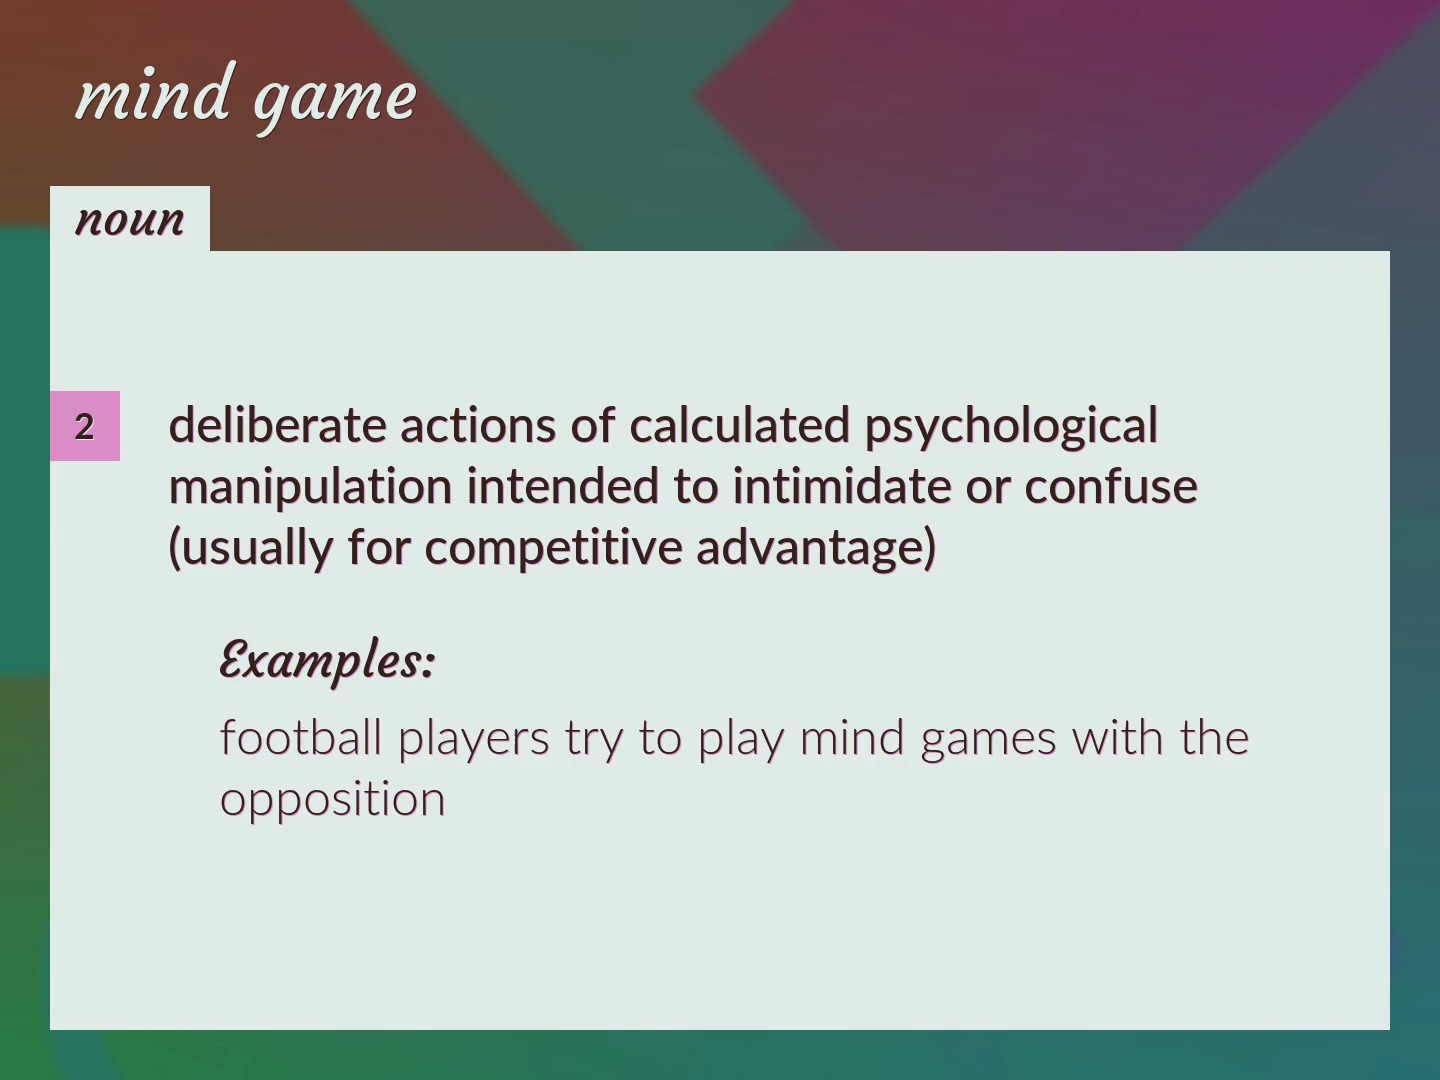 mind game
noun
2
deliberate actions of calculated psychological
manipulation intended to intimidate or confuse
(usually for competitive advantage)
Examples:
football players try to play mind games with the
opposition